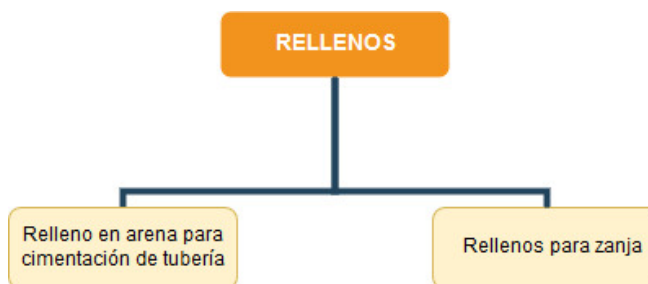 RELLENOS
Relleno en arena para
cimentación de tubería
Rellenos para zanja